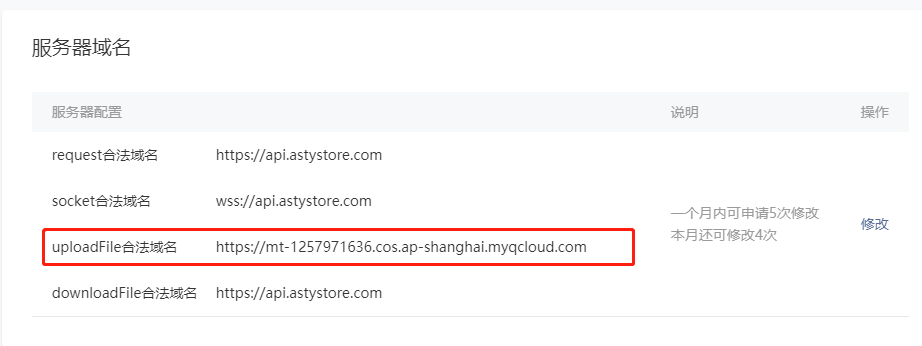 服务器域名
服务器配置 说明 操作
request合法域名 https://api.astystore.com
socket合法域名 wss://api.astystore.com
一个月内可申请5次修改
本月还可修改4次
修改
uploadFile合法域名 https://mt-1257971636.cos.ap-shanghai.myqcloud.com
downloadFile合法域名 https://api.astystore.com